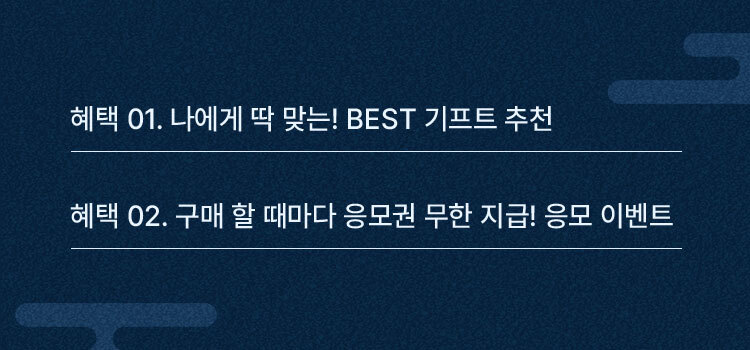 혜택 01. 나에게 딱 맞는! BEST 기프트 추천
혜택 02. 구매 할 때마다 응모권 무한 지급! 응모 이벤트